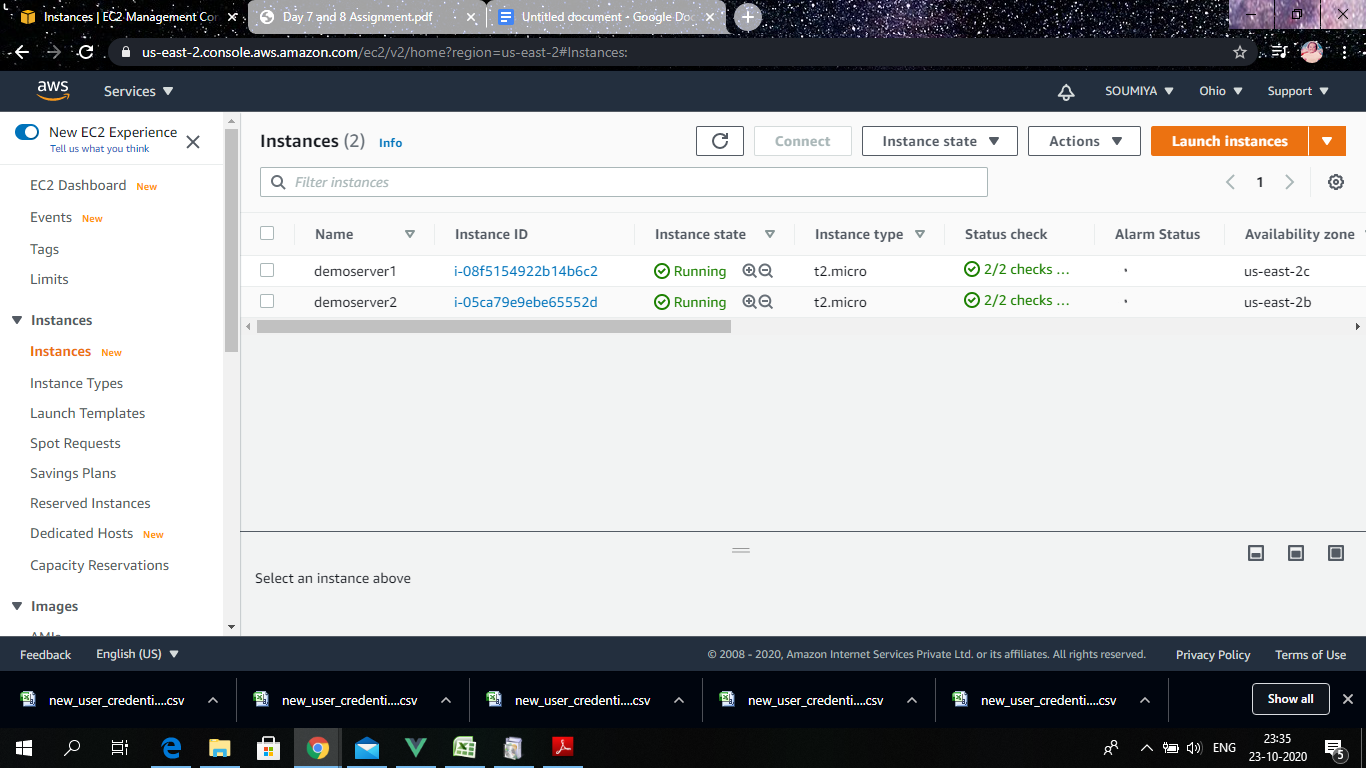 Instances | EC2 Management Con
Day 7 and 8 Assignment.pdf
Untitled document - Google Doc
us-east-2.console.aws.amazon.com/ec2/v2/home?region=us-east-2#Instances:
aws
Services
SOUMIYA
Ohio
Support
New EC2 Experience
Tell us what you think
EC2 Dashboard New
Events New
Tags
Limits
Instances
Instances New
Instance Types
Launch Templates
Spot Requests
Savings Plans
Reserved Instances
Dedicated Hosts New
Capacity Reservations
Images
AMIs
Instances (2) Info
Connect
Instance state
Actions
Launch instances
Filter instances
1
Name Instance ID Instance state Instance type Status check Alarm Status Availability zone
demoserver1 i-08f5154922b14b6c2 Running t2.micro 2/2 checks ... us-east-2c
demoserver2 i-05ca79e9ebe65552d Running t2.micro 2/2 checks ... us-east-2b
Select an instance above
Feedback English (US) © 2008 - 2020, Amazon Internet Services Private Ltd. or its affiliates. All rights reserved. Privacy Policy Terms of Use
new_user_credenti....csv new_user_credenti....csv new_user_credenti....csv new_user_credenti....csv new_user_credenti....csv Show all
ENG
23:35
23-10-2020
5